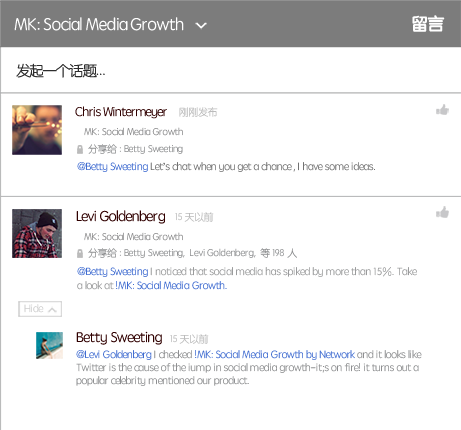 MK: Social Media Growth
留言
发起一个话题...
Chris Wintermeyer 刚刚发布
MK: Social Media Growth
分享给 : Betty Sweeting
@Betty Sweeting Let's chat when you get a chance, I have some ideas.
Levi Goldenberg 15 天以前
MK: Social Media Growth
分享给 : Betty Sweeting, Levi Goldenberg, 等 198 人
@Betty Sweeting I noticed that social media has spiked by more than 15%. Take
a look at !MK: Social Media Growth.
Hide
Betty Sweeting 15 天以前
@Levi Goldenberg I checked !MK: Social Media Growth by Network and it looks like
Twitter is the cause of the iump in social media growth-it;s on fire! it turns out a
popular celebrity mentioned our product.